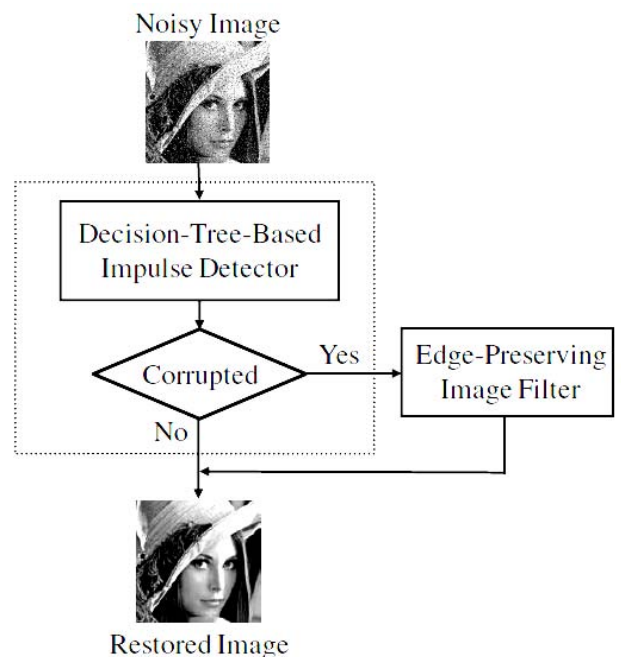 Noisy Image
Decision-Tree-Based
Impulse Detector
Corrupted
Yes
Edge-Preserving
Image Filter
No
Restored Image